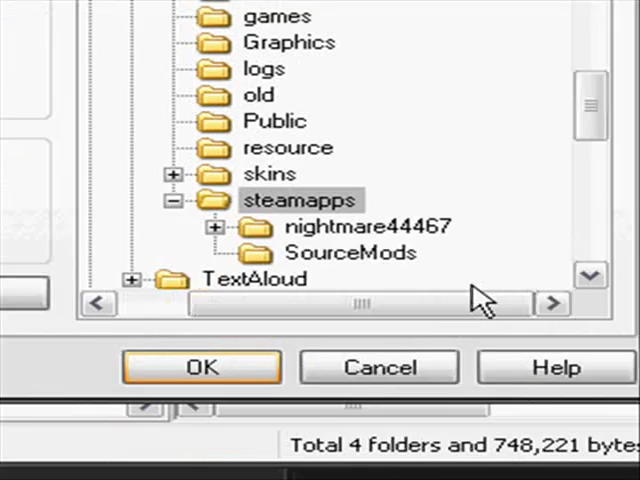 games
Graphics
logs
old
Public
resource
skins
steamapps
nightmare44467
SourceMods
TextAloud
OK Cancel Help
Total 4 folders and 748,221 bytes